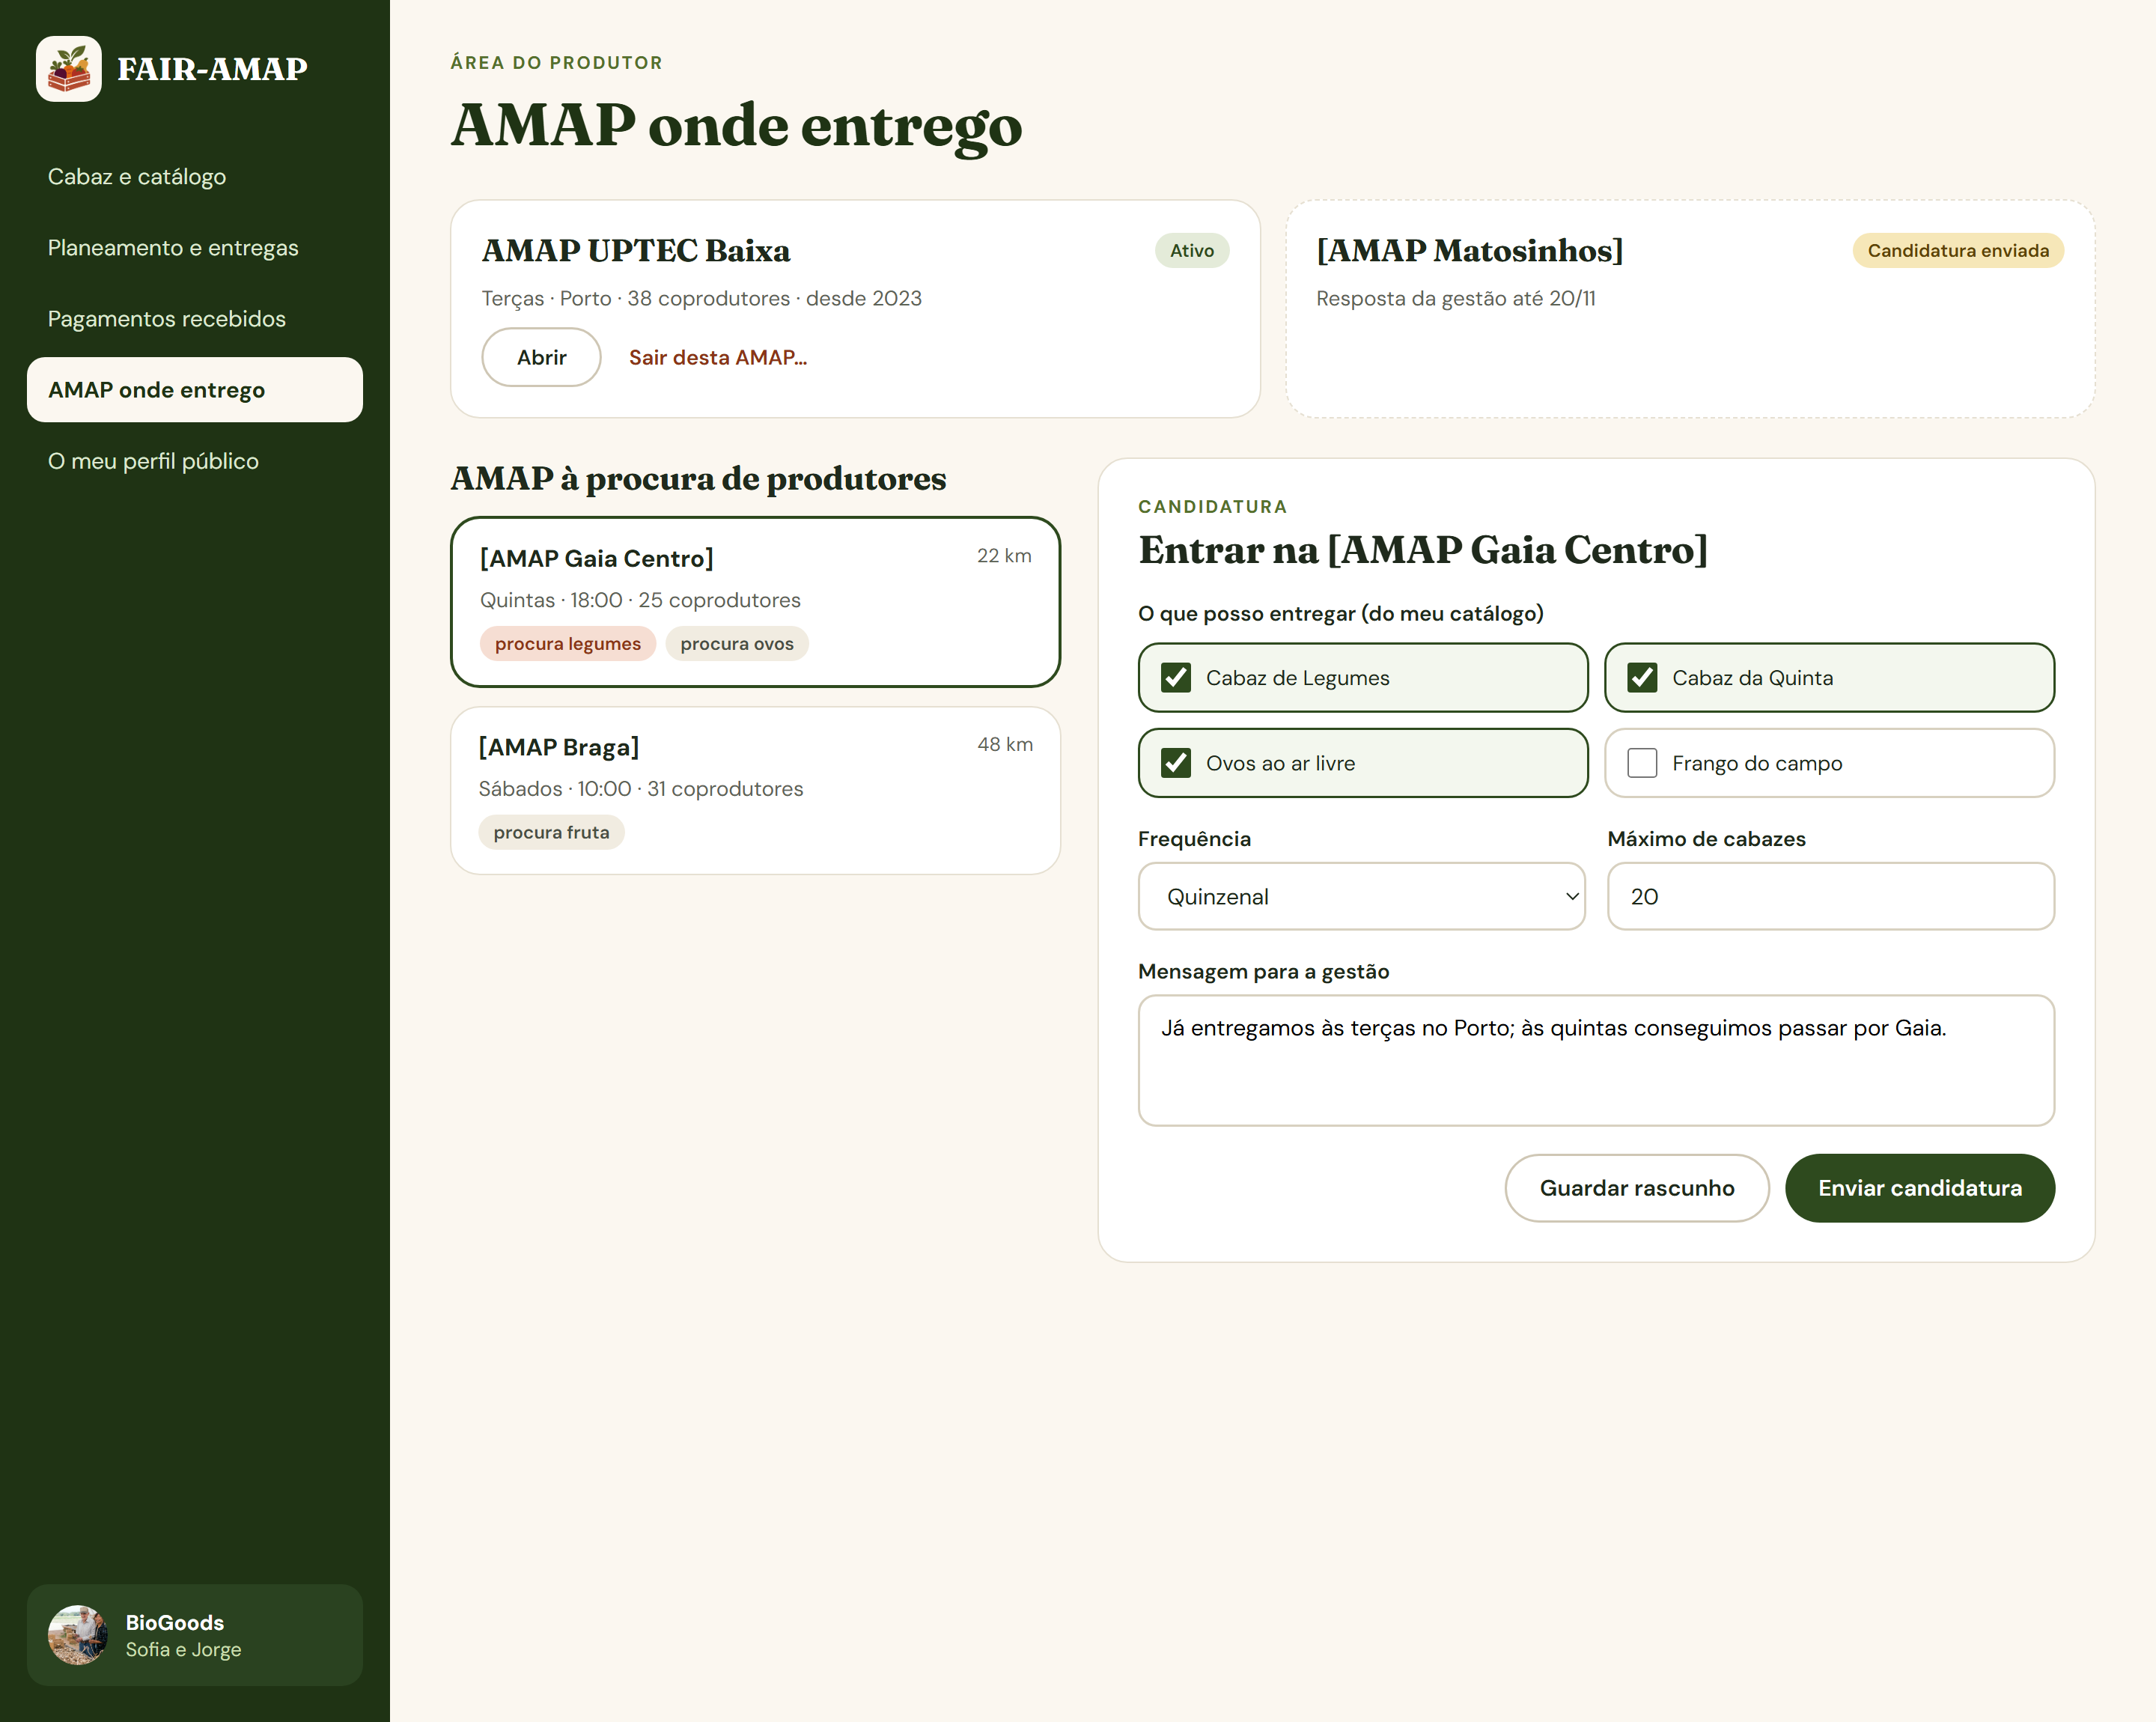 FAIR-AMAP
Cabaz e catálogo
Planeamento e entregas
Pagamentos recebidos
AMAP onde entrego
O meu perfil público
BioGoods
Sofia e Jorge
ÁREA DO PRODUTOR
AMAP onde entrego
AMAP UPTEC Baixa
Ativo
Terças · Porto · 38 coprodutores · desde 2023
Abrir
Sair desta AMAP...
[AMAP Matosinhos]
Candidatura enviada
Resposta da gestão até 20/11
AMAP à procura de produtores
[AMAP Gaia Centro]
22 km
Quintas · 18:00 · 25 coprodutores
procura legumes
procura ovos
[AMAP Braga]
48 km
Sábados · 10:00 · 31 coprodutores
procura fruta
CANDIDATURA
Entrar na [AMAP Gaia Centro]
O que posso entregar (do meu catálogo)
Cabaz de Legumes
Cabaz da Quinta
Ovos ao ar livre
Frango do campo
Frequência
Máximo de cabazes
Quinzenal
20
Mensagem para a gestão
Já entregamos às terças no Porto; às quintas conseguimos passar por Gaia.
Guardar rascunho
Enviar candidatura